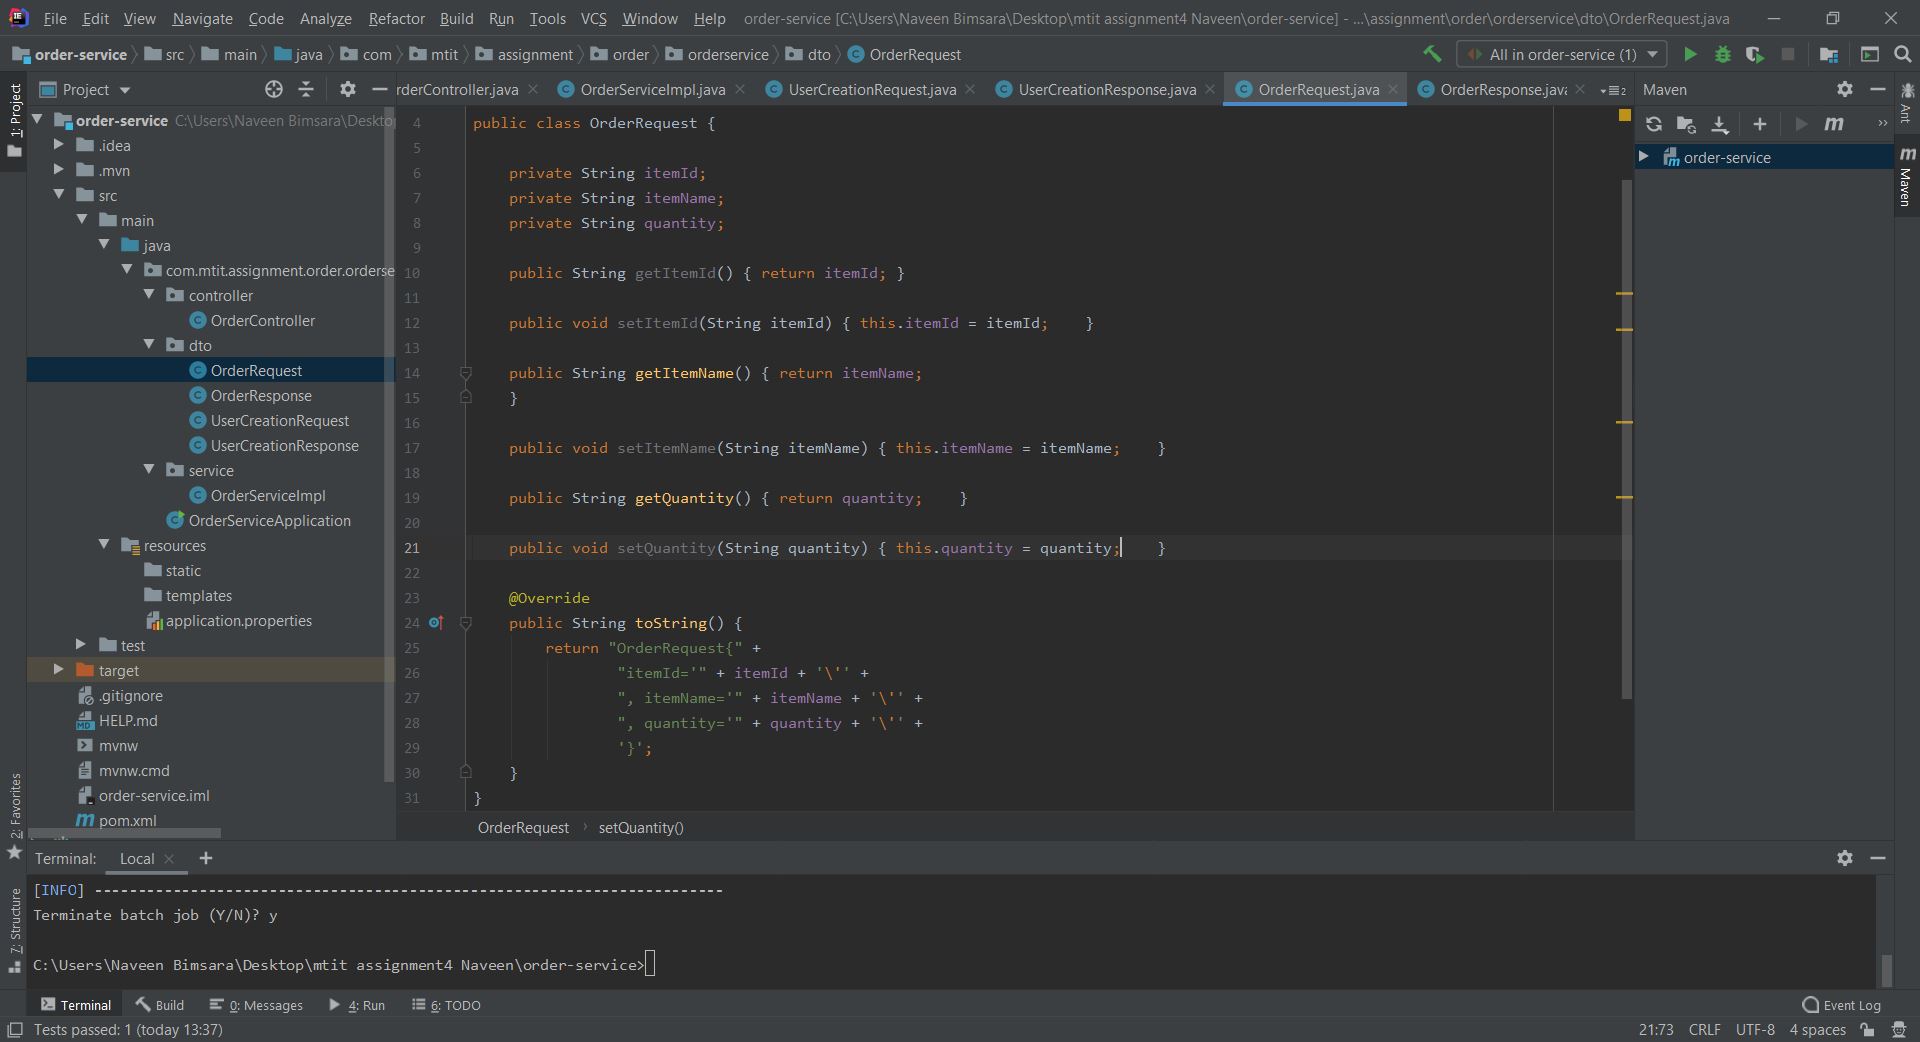 File Edit View Navigate Code Analyze Refactor Build Run Tools VCS Window Help order-service [C:\Users\Naveen Bimsara\Desktop\mtit assignment4 Naveen\order-service] - ...\assignment\order\orderservice\dto\OrderRequest.java
order-service src main java com mtit assignment order orderservice dto OrderRequest All in order-service (1)
1: Project
Project
rderController.java OrderServiceImpl.java UserCreationRequest.java UserCreationResponse.java OrderRequest.java OrderResponse.java
Maven
Ant
Maven
order-service
order-service C:\Users\Naveen Bimsara\Deskto
.idea
.mvn
src
main
java
com.mtit.assignment.order.orderse
controller
OrderController
dto
OrderRequest
OrderResponse
UserCreationRequest
UserCreationResponse
service
OrderServiceImpl
OrderServiceApplication
resources
static
templates
application.properties
test
target
.gitignore
HELP.md
mvnw
mvnw.cmd
order-service.iml
pom.xml
4 public class OrderRequest {
5
6 private String itemId;
7 private String itemName;
8 private String quantity;
9
10 public String getItemId() { return itemId; }
11
12 public void setItemId(String itemId) { this.itemId = itemId; }
13
14 public String getItemName() { return itemName;
15 }
16
17 public void setItemName(String itemName) { this.itemName = itemName; }
18
19 public String getQuantity() { return quantity; }
20
21 public void setQuantity(String quantity) { this.quantity = quantity; }
22
23 @Override
24 public String toString() {
25 return "OrderRequest{" +
26 "itemId='" + itemId + '\'' +
27 ", itemName='" + itemName + '\'' +
28 ", quantity='" + quantity + '\'' +
29 '}';
30 }
31 }
OrderRequest setQuantity()
2: Favorites
7: Structure
Terminal: Local
[INFO] ------------------------------------------------------------------------
Terminate batch job (Y/N)? y
C:\Users\Naveen Bimsara\Desktop\mtit assignment4 Naveen\order-service>
Terminal Build 0: Messages 4: Run 6: TODO Event Log
Tests passed: 1 (today 13:37) 21:73 CRLF UTF-8 4 spaces